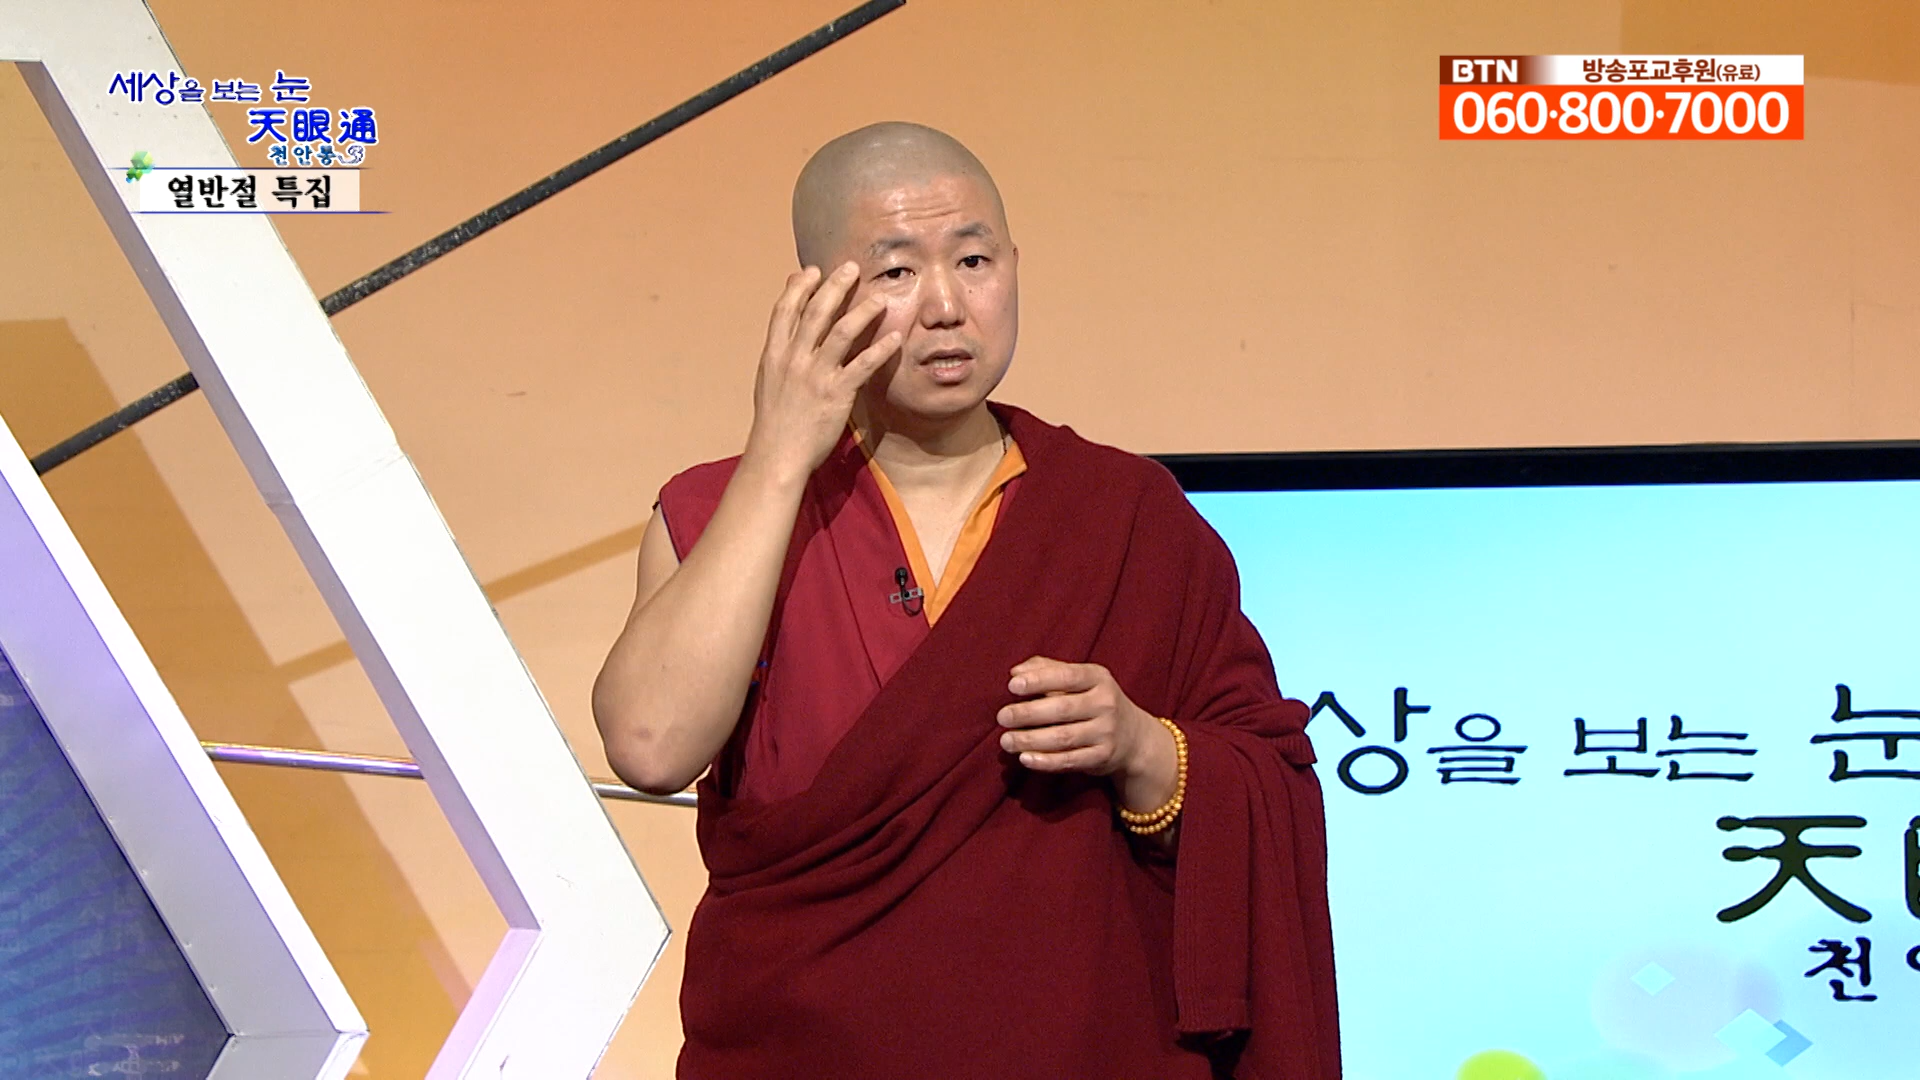 세상을 보는 눈
天眼通
천안통3
열반절 특집
BTN 방송포교후원(유료)
060·800·7000
상을 보는 눈
天
천